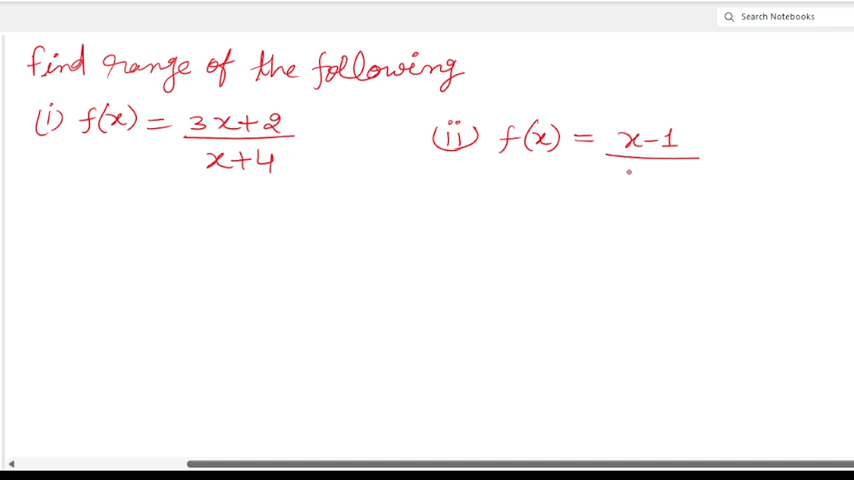 Search Notebooks
find range of the following
(i) f(x) = 3x+2 / x+4
(ii) f(x) = x-1 /